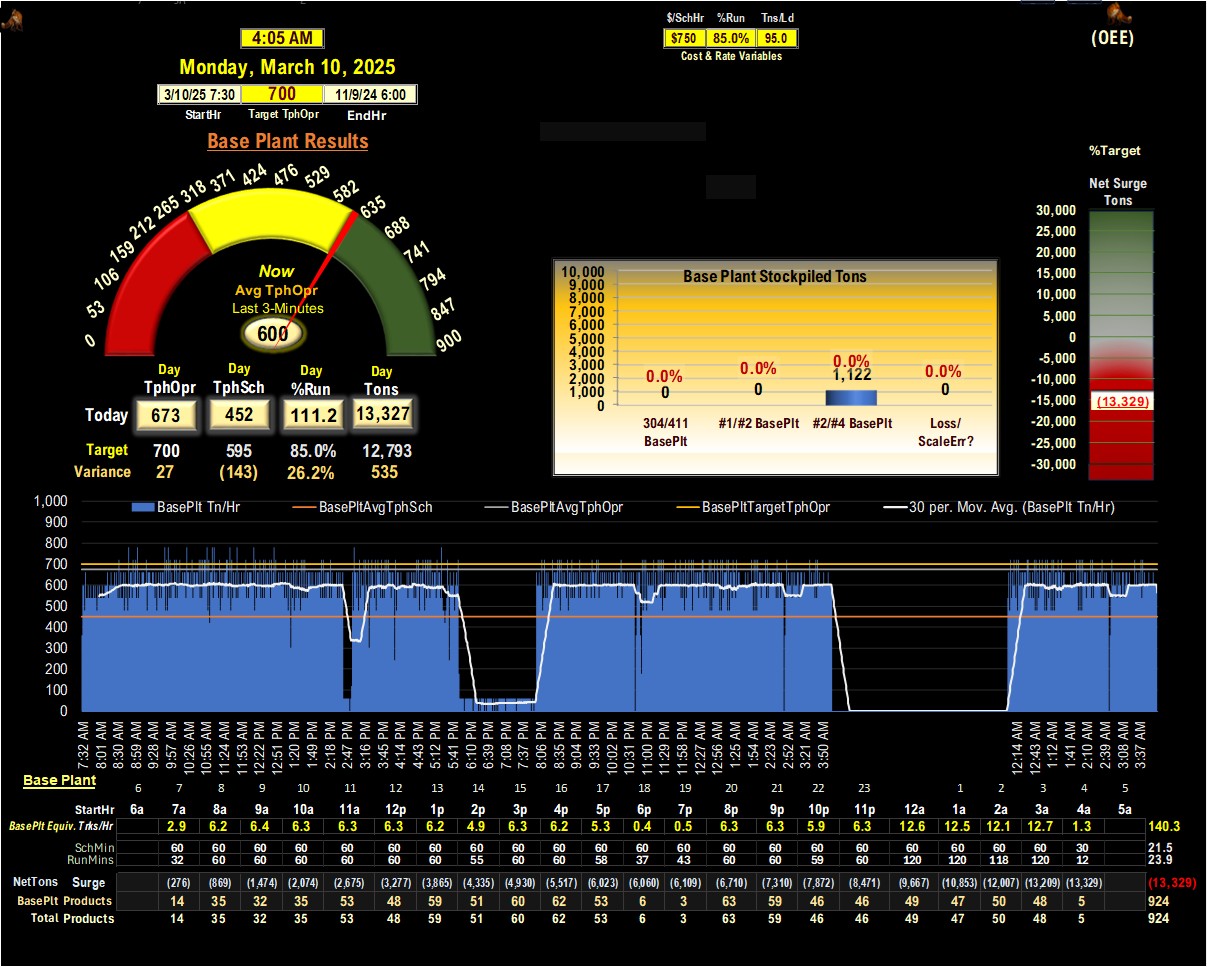 $/SchHr %Run Tns/Ld
$750 85.0% 95.0
Cost & Rate Variables
(OEE)
4:05 AM
Monday, March 10, 2025
3/10/25 7:30 700 11/9/24 6:00
StartHr Target TphOpr EndHr
Base Plant Results
0 53 106 159 212 265 318 371 424 476 529 582 635 688 741 794 847 900
Now
Avg TphOpr
Last 3-Minutes
600
Day Day Day Day
TphOpr TphSch %Run Tons
Today 673 452 111.2 13,327
Target 700 595 85.0% 12,793
Variance 27 (143) 26.2% 535
Base Plant Stockpiled Tons
10,000
9,000
8,000
7,000
6,000
5,000
4,000
3,000
2,000
1,000
0
0.0% 0.0% 0.0% 0.0%
0 0 1,122 0
304/411 BasePlt
#1/#2 BasePlt
#2/#4 BasePlt
Loss/ ScaleErr?
%Target
Net Surge
Tons
30,000
25,000
20,000
15,000
10,000
5,000
0
-5,000
-10,000
-15,000
-20,000
-25,000
-30,000
(13,329)
BasePlt Tn/Hr BasePltAvgTphSch BasePltAvgTphOpr BasePltTargetTphOpr 30 per. Mov. Avg. (BasePlt Tn/Hr)
1,000
900
800
700
600
500
400
300
200
100
0
7:32 AM 8:01 AM 8:30 AM 8:59 AM 9:28 AM 9:57 AM 10:26 AM 10:55 AM 11:24 AM 11:53 AM 12:22 PM 12:51 PM 1:20 PM 1:49 PM 2:18 PM 2:47 PM 3:16 PM 3:45 PM 4:14 PM 4:43 PM 5:12 PM 5:41 PM 6:10 PM 6:39 PM 7:08 PM 7:37 PM 8:06 PM 8:35 PM 9:04 PM 9:33 PM 10:02 PM 10:31 PM 11:00 PM 11:29 PM 11:58 PM 12:27 AM 12:56 AM 1:25 AM 1:54 AM 2:23 AM 2:52 AM 3:21 AM 3:50 AM 12:14 AM 12:43 AM 1:12 AM 1:41 AM 2:10 AM 2:39 AM 3:08 AM 3:37 AM
Base Plant
6 7 8 9 10 11 12 13 14 15 16 17 18 19 20 21 22 23 1 2 3 4 5
StartHr 6a 7a 8a 9a 10a 11a 12p 1p 2p 3p 4p 5p 6p 7p 8p 9p 10p 11p 12a 1a 2a 3a 4a 5a
BasePlt Equiv. Trks/Hr 2.9 6.2 6.4 6.3 6.3 6.3 6.2 4.9 6.3 6.2 5.3 0.4 0.5 6.3 6.3 5.9 6.3 12.6 12.5 12.1 12.7 1.3 140.3
SchMin 60 60 60 60 60 60 60 60 60 60 60 60 60 60 60 60 60 60 60 60 60 30 21.5
RunMins 32 60 60 60 60 60 60 55 60 60 58 37 43 60 60 59 60 120 120 118 120 12 23.9
NetTons Surge (276) (869) (1,474) (2,074) (2,675) (3,277) (3,865) (4,335) (4,930) (5,517) (6,023) (6,060) (6,109) (6,710) (7,310) (7,872) (8,471) (9,667) (10,853) (12,007) (13,209) (13,329) (13,329)
BasePlt Products 14 35 32 35 53 48 59 51 60 62 53 6 3 63 59 46 46 49 47 50 48 5 924
Total Products 14 35 32 35 53 48 59 51 60 62 53 6 3 63 59 46 46 49 47 50 48 5 924